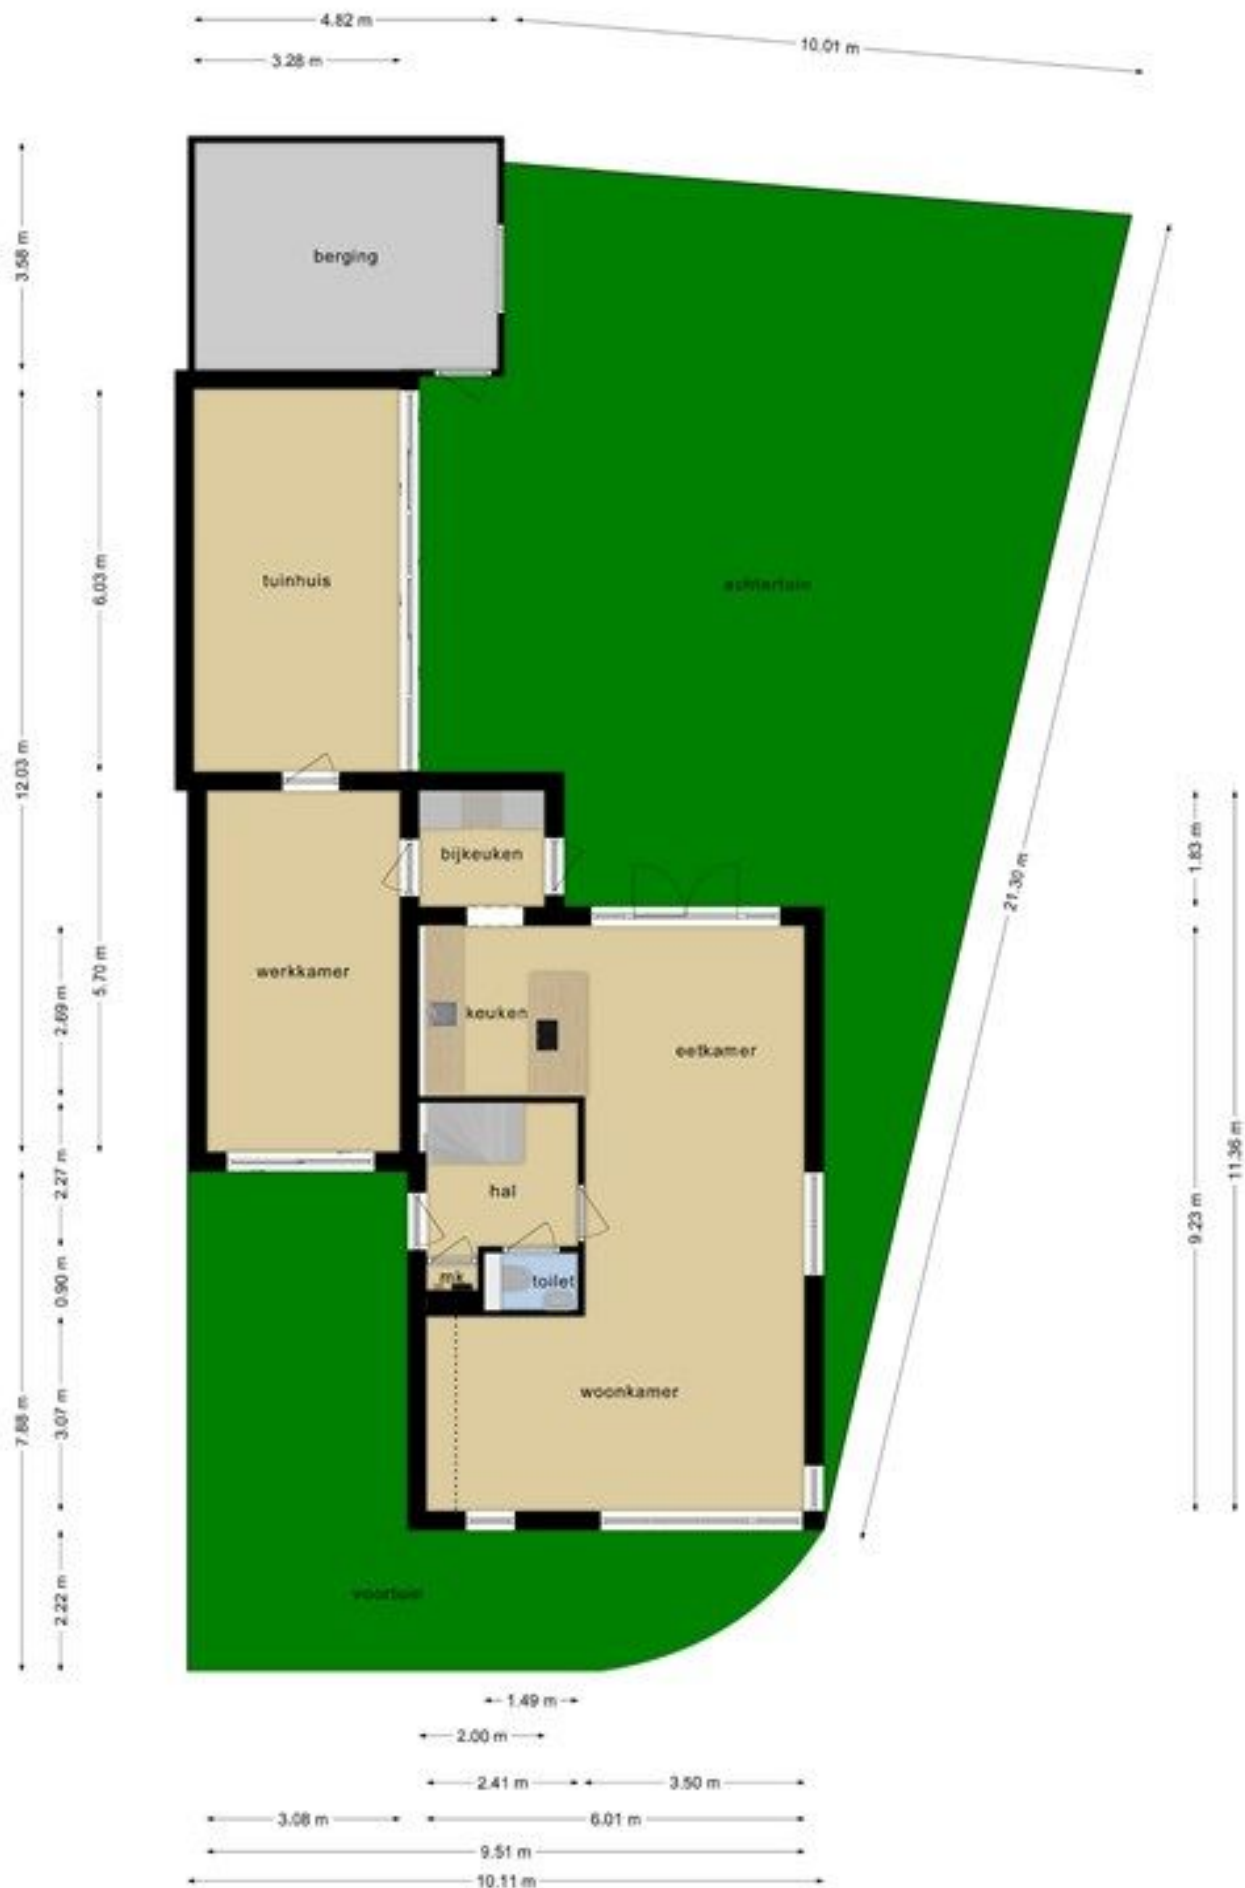 4.82 m
10.01 m
3.28 m
3.58 m
berging
tuinhuis
6.03 m
achtertuin
12.03 m
21.30 m
1.83 m
bijkeuken
werkkamer
5.70 m
2.69 m
keuken
eetkamer
11.36 m
2.27 m
hal
9.23 m
0.90 m
mk
toilet
woonkamer
7.88 m
3.07 m
voortuin
2.22 m
1.49 m
2.00 m
2.41 m
3.50 m
3.08 m
6.01 m
9.51 m
10.11 m